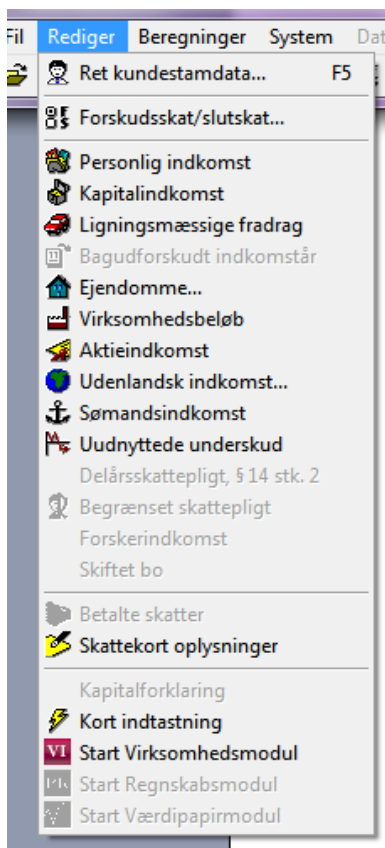 Fil Rediger Beregninger System Dat
Ret kundestamdata... F5
Forskudsskat/slutskat...
Personlig indkomst
Kapitalindkomst
Ligningsmæssige fradrag
Bagudforskudt indkomstår
Ejendomme...
Virksomhedsbeløb
Aktieindkomst
Udenlandsk indkomst...
Sømandsindkomst
Uudnyttede underskud
Delårsskattepligt, § 14 stk. 2
Begrænset skattepligt
Forskerindkomst
Skiftet bo
Betalte skatter
Skattekort oplysninger
Kapitalforklaring
Kort indtastning
VI Start Virksomhedsmodul
Start Regnskabsmodul
Start Værdipapirmodul